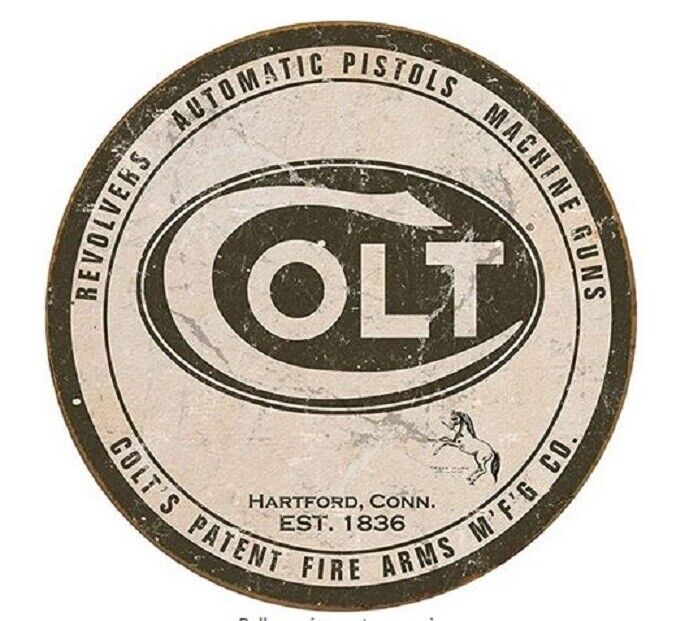 REVOLVERS AUTOMATIC PISTOLS MACHINE GUNS
COLT
®
HARTFORD, CONN.
EST. 1836
COLT'S PATENT FIRE ARMS M'F'G CO.